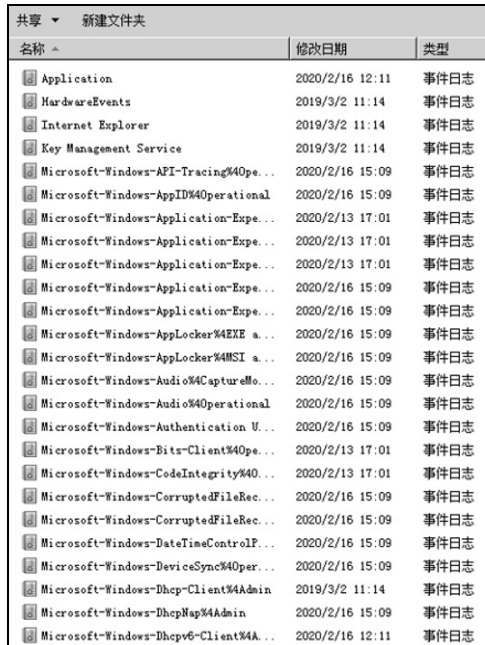 共享 ▼ 新建文件夹
名称 修改日期 类型
Application 2020/2/16 12:11 事件日志
HardwareEvents 2019/3/2 11:14 事件日志
Internet Explorer 2019/3/2 11:14 事件日志
Key Management Service 2019/3/2 11:14 事件日志
Microsoft-Windows-API-Tracing%4Ope... 2020/2/16 15:09 事件日志
Microsoft-Windows-AppID%4Operational 2020/2/16 15:09 事件日志
Microsoft-Windows-Application-Expe... 2020/2/13 17:01 事件日志
Microsoft-Windows-Application-Expe... 2020/2/13 17:01 事件日志
Microsoft-Windows-Application-Expe... 2020/2/13 17:01 事件日志
Microsoft-Windows-Application-Expe... 2020/2/16 15:09 事件日志
Microsoft-Windows-Application-Expe... 2020/2/16 15:09 事件日志
Microsoft-Windows-AppLocker%4EXE a... 2020/2/16 15:09 事件日志
Microsoft-Windows-AppLocker%4MSI a... 2020/2/16 15:09 事件日志
Microsoft-Windows-Audio%4CaptureMo... 2020/2/16 15:09 事件日志
Microsoft-Windows-Audio%4Operational 2020/2/16 15:09 事件日志
Microsoft-Windows-Authentication U... 2020/2/16 15:09 事件日志
Microsoft-Windows-Bits-Client%4Ope... 2020/2/13 17:01 事件日志
Microsoft-Windows-CodeIntegrity%4O... 2020/2/13 17:01 事件日志
Microsoft-Windows-CorruptedFileRec... 2020/2/16 15:09 事件日志
Microsoft-Windows-CorruptedFileRec... 2020/2/16 15:09 事件日志
Microsoft-Windows-DateTimeControlP... 2020/2/16 15:09 事件日志
Microsoft-Windows-DeviceSync%4Oper... 2020/2/16 15:09 事件日志
Microsoft-Windows-Dhcp-Client%4Admin 2019/3/2 11:14 事件日志
Microsoft-Windows-DhcpNap%4Admin 2020/2/16 15:09 事件日志
Microsoft-Windows-Dhcpv6-Client%4A... 2020/2/16 12:11 事件日志